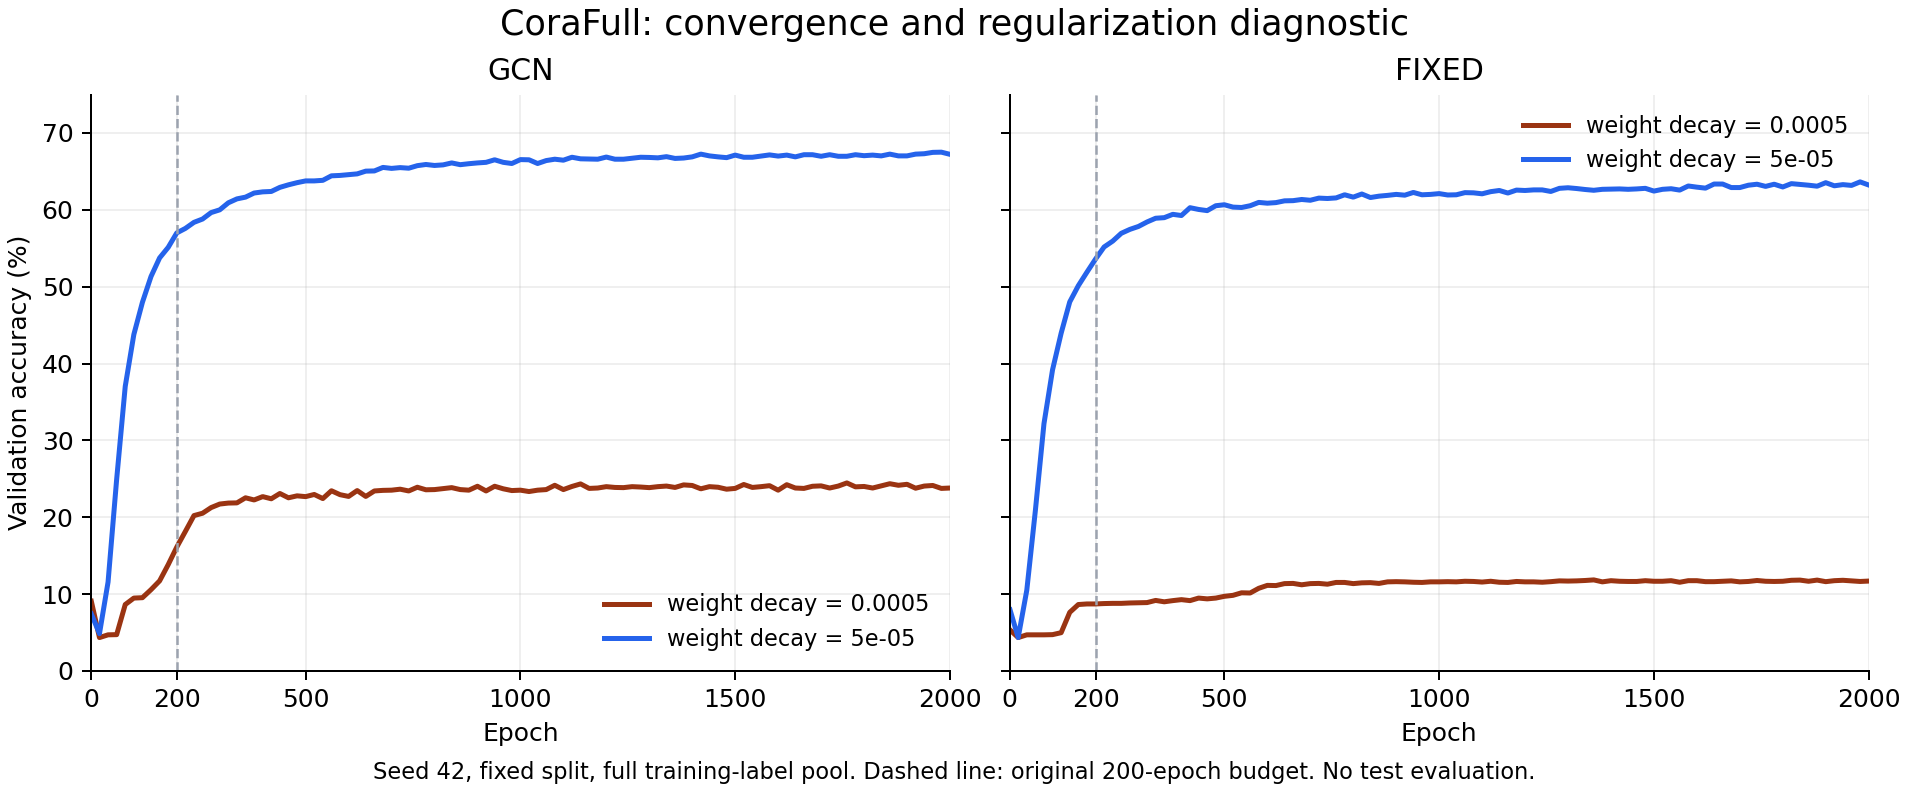 CoraFull: convergence and regularization diagnostic
GCN
FIXED
Validation accuracy (%)
70
60
50
40
30
20
10
0
weight decay = 0.0005
weight decay = 5e-05
weight decay = 0.0005
weight decay = 5e-05
0 200 500 1000 1500 2000
0 200 500 1000 1500 2000
Epoch
Epoch
Seed 42, fixed split, full training-label pool. Dashed line: original 200-epoch budget. No test evaluation.